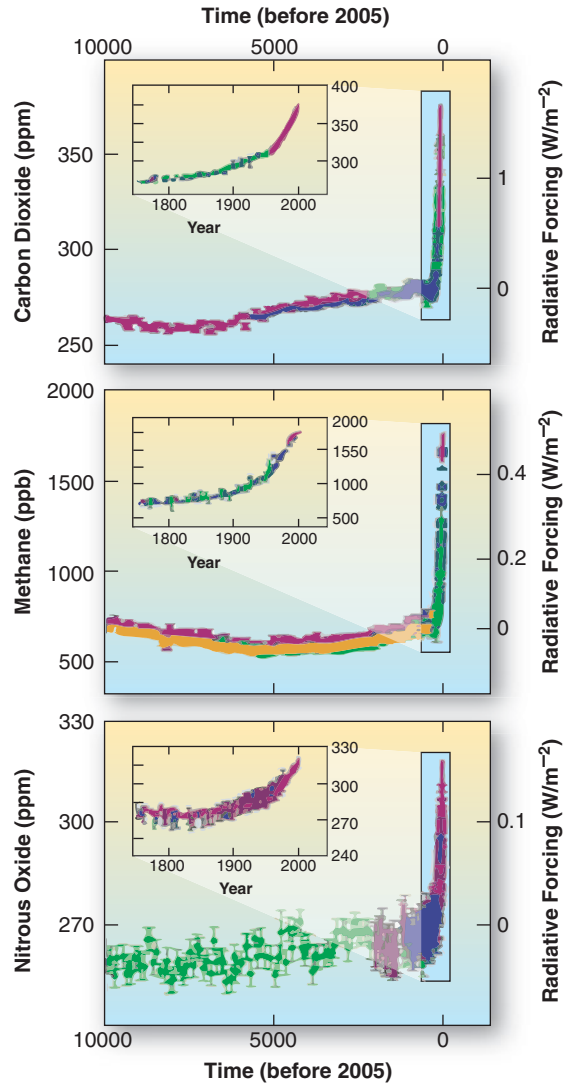 Time (before 2005)
10000 5000 0
Carbon Dioxide (ppm)
350
300
250
400
350
300
1800 1900 2000
Year
1
0
Radiative Forcing (W/m−2)
Methane (ppb)
2000
1500
1000
500
2000
1550
1000
500
1800 1900 2000
Year
0.4
0.2
0
Radiative Forcing (W/m−2)
Nitrous Oxide (ppm)
330
300
270
330
300
270
240
1800 1900 2000
Year
0.1
0
Radiative Forcing (W/m−2)
10000 5000 0
Time (before 2005)